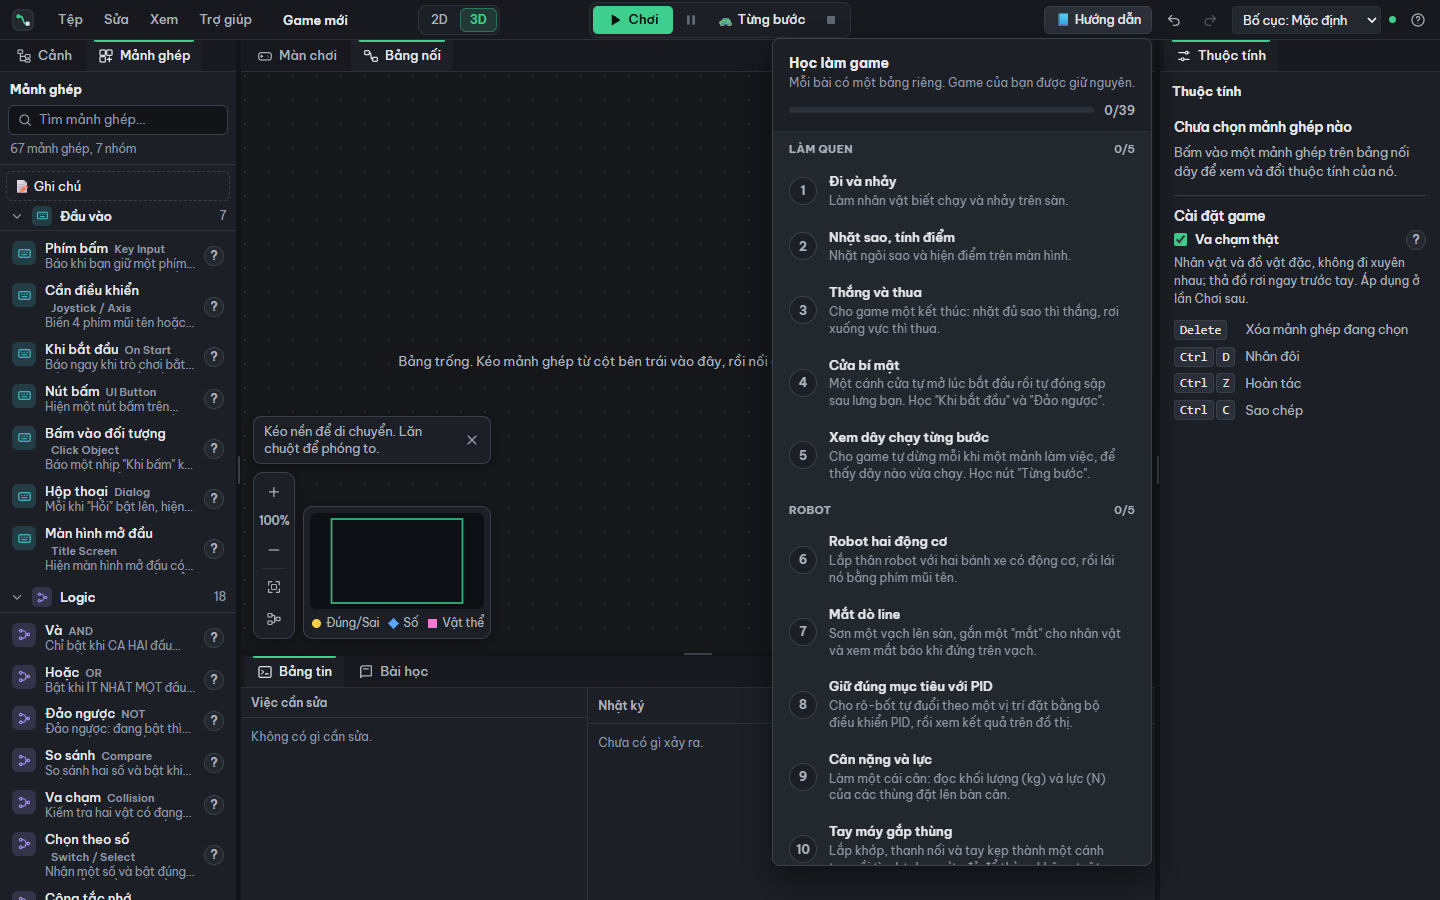 Tệp Sửa Xem Trợ giúp Game mới 2D 3D Chơi Từng bước Hướng dẫn Bố cục: Mặc định
Cảnh Mảnh ghép
Mảnh ghép
Tìm mảnh ghép...
67 mảnh ghép, 7 nhóm
Ghi chú
Đầu vào 7
Phím bấm Key Input ?
Báo khi bạn giữ một phím...
Cần điều khiển
Joystick / Axis ?
Biến 4 phím mũi tên hoặc...
Khi bắt đầu On Start ?
Báo ngay khi trò chơi bắt...
Nút bấm UI Button ?
Hiện một nút bấm trên...
Bấm vào đối tượng
Click Object ?
Báo một nhịp "Khi bấm" k...
Hộp thoại Dialog ?
Mỗi khi "Hỏi" bật lên, hiện...
Màn hình mở đầu
Title Screen ?
Hiện màn hình mở đầu có...
Logic 18
Và AND ?
Chỉ bật khi CẢ HAI đầu...
Hoặc OR ?
Bật khi ÍT NHẤT MỘT đầu...
Đảo ngược NOT ?
Đảo ngược: đang bật thì...
So sánh Compare ?
So sánh hai số và bật khi...
Va chạm Collision ?
Kiểm tra hai vật có đang...
Chọn theo số
Switch / Select ?
Nhận một số và bật đúng...
Công tắc nhớ
Màn chơi Bảng nối
Bảng trống. Kéo mảnh ghép từ cột bên trái vào đây, rồi nối
Kéo nền để di chuyển. Lăn
chuột để phóng to.
100%
Đúng/Sai Số Vật thể
Bảng tin Bài học
Việc cần sửa
Không có gì cần sửa.
Nhật ký
Chưa có gì xảy ra.
Học làm game
Mỗi bài có một bảng riêng. Game của bạn được giữ nguyên.
0/39
LÀM QUEN 0/5
1 Đi và nhảy
Làm nhân vật biết chạy và nhảy trên sàn.
2 Nhặt sao, tính điểm
Nhặt ngôi sao và hiện điểm trên màn hình.
3 Thắng và thua
Cho game một kết thúc: nhặt đủ sao thì thắng, rơi
xuống vực thì thua.
4 Cửa bí mật
Một cánh cửa tự mở lúc bắt đầu rồi tự đóng sập
sau lưng bạn. Học "Khi bắt đầu" và "Đảo ngược".
5 Xem dây chạy từng bước
Cho game tự dừng mỗi khi một mảnh làm việc, để
thấy dây nào vừa chạy. Học nút "Từng bước".
ROBOT 0/5
6 Robot hai động cơ
Lắp thân robot với hai bánh xe có động cơ, rồi lái
nó bằng phím mũi tên.
7 Mắt dò line
Sơn một vạch lên sàn, gắn một "mắt" cho nhân vật
và xem mắt báo khi đứng trên vạch.
8 Giữ đúng mục tiêu với PID
Cho rô-bốt tự đuổi theo một vị trí đặt bằng bộ
điều khiển PID, rồi xem kết quả trên đồ thị.
9 Cân nặng và lực
Làm một cái cân: đọc khối lượng (kg) và lực (N)
của các thùng đặt lên bàn cân.
10 Tay máy gắp thùng
Lắp khớp, thanh nối và tay kẹp thành một cánh
Thuộc tính
Thuộc tính
Chưa chọn mảnh ghép nào
Bấm vào một mảnh ghép trên bảng nối
dây để xem và đổi thuộc tính của nó.
Cài đặt game
Va chạm thật ?
Nhân vật và đồ vật đặc, không đi xuyên
nhau; thả đồ rơi ngay trước tay. Áp dụng ở
lần Chơi sau.
Delete Xóa mảnh ghép đang chọn
Ctrl D Nhân đôi
Ctrl Z Hoàn tác
Ctrl C Sao chép